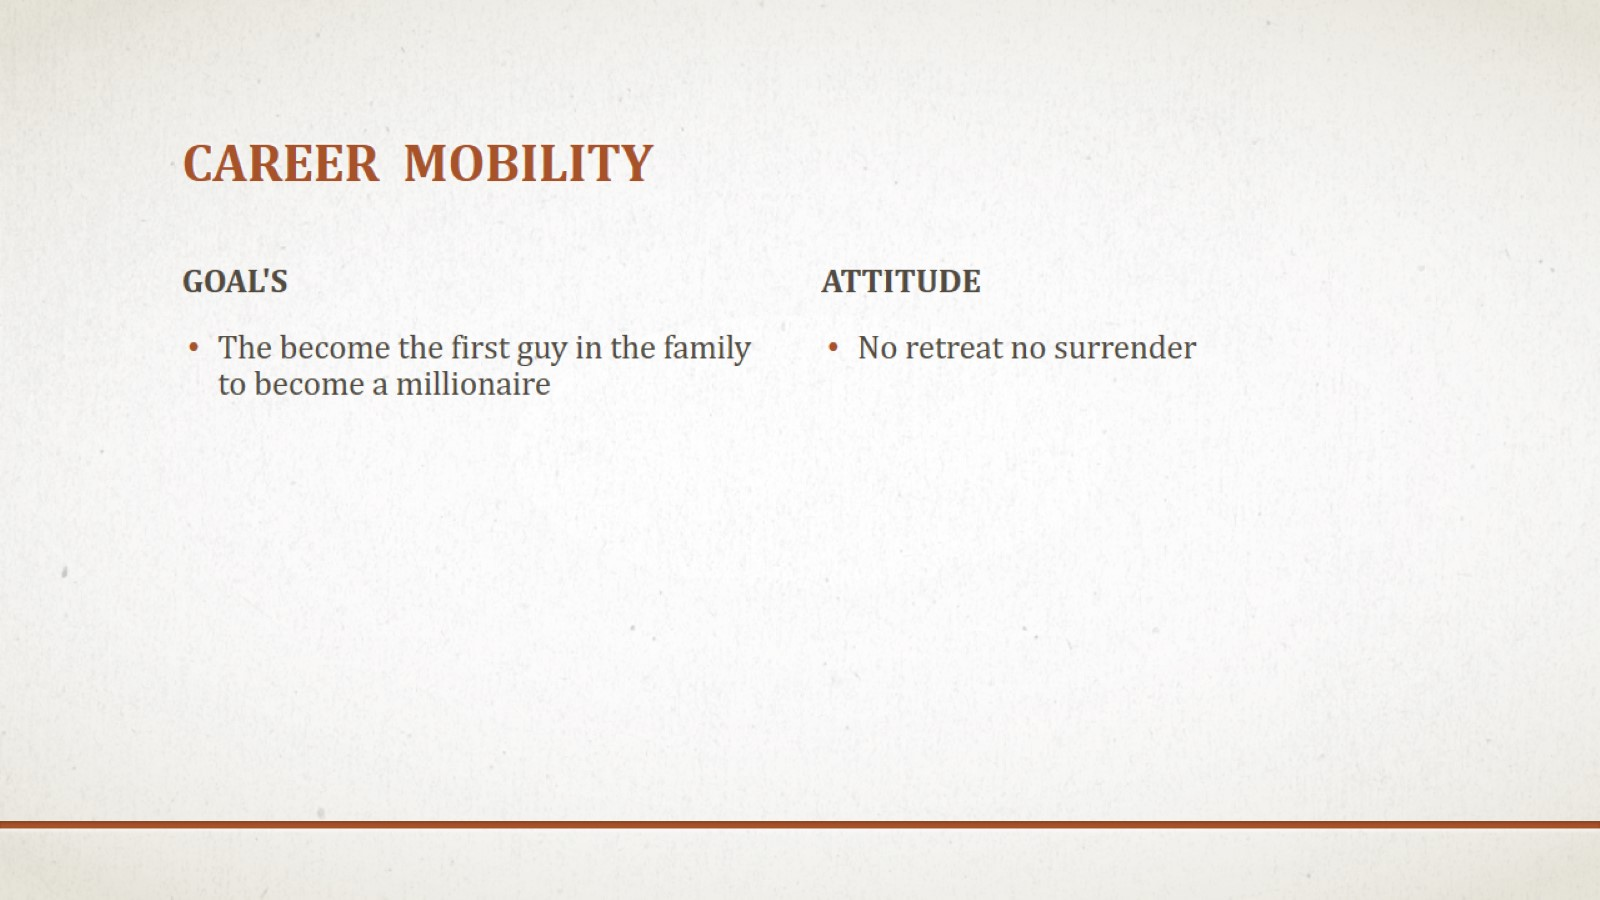 CAREER MOBILITY
GOAL'S
• The become the first guy in the family
to become a millionaire
ATTITUDE
• No retreat no surrender